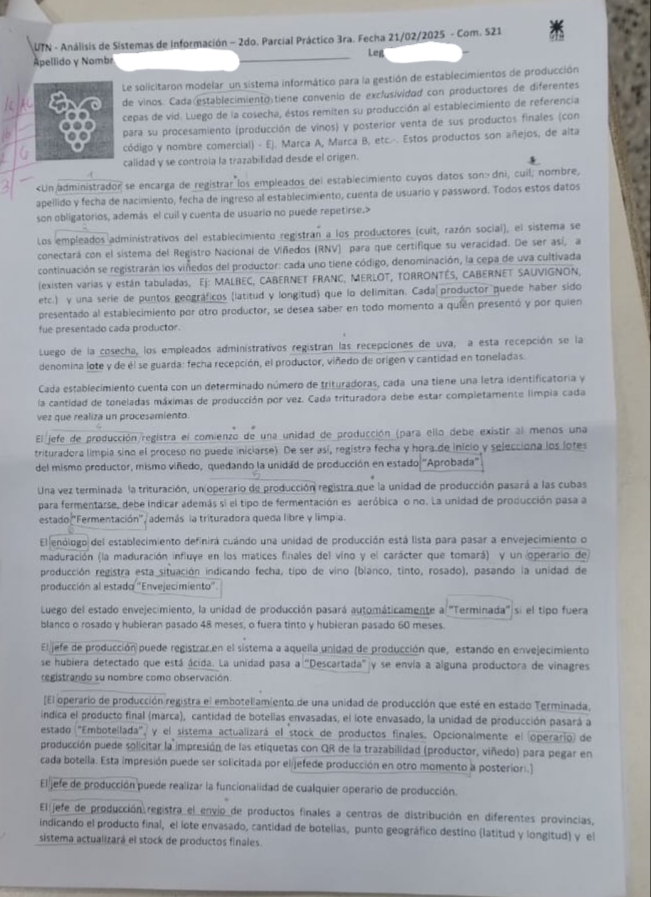 UTN - Análisis de Sistemas de Información – 2do. Parcial Práctico 3ra. Fecha 21/02/2025 - Com. 521
Apellido y Nombr
Leg
Le solicitaron modelar un sistema informático para la gestión de establecimientos de producción
de vinos. Cada establecimiento tiene convenio de exclusividad con productores de diferentes
cepas de vid. Luego de la cosecha, éstos remiten su producción al establecimiento de referencia
para su procesamiento (producción de vinos) y posterior venta de sus productos finales (con
código y nombre comercial) - Ej. Marca A, Marca B, etc.-. Estos productos son añejos, de alta
calidad y se controla la trazabilidad desde el origen.
<Un administrador se encarga de registrar los empleados del establecimiento cuyos datos son> dni, cuil, nombre,
apellido y fecha de nacimiento, fecha de ingreso al establecimiento, cuenta de usuario y password. Todos estos datos
son obligatorios, además el cuil y cuenta de usuario no puede repetirse.>
Los empleados administrativos del establecimiento registran a los productores (cuit, razón social), el sistema se
conectará con el sistema del Registro Nacional de Viñedos (RNV) para que certifique su veracidad. De ser así, a
continuación se registrarán los viñedos del productor: cada uno tiene código, denominación, la cepa de uva cultivada
(existen varias y están tabuladas, Ej: MALBEC, CABERNET FRANC, MERLOT, TORRONTÉS, CABERNET SAUVIGNON,
etc.) y una serie de puntos geográficos (latitud y longitud) que lo delimitan. Cada productor puede haber sido
presentado al establecimiento por otro productor, se desea saber en todo momento a quién presentó y por quien
fue presentado cada productor.
Luego de la cosecha, los empleados administrativos registran las recepciones de uva, a esta recepción se la
denomina lote y de él se guarda: fecha recepción, el productor, viñedo de origen y cantidad en toneladas.
Cada establecimiento cuenta con un determinado número de trituradoras, cada una tiene una letra identificatoria y
la cantidad de toneladas máximas de producción por vez. Cada trituradora debe estar completamente limpia cada
vez que realiza un procesamiento.
El jefe de producción registra el comienzo de una unidad de producción (para ello debe existir al menos una
trituradora limpia sino el proceso no puede iniciarse). De ser así, registra fecha y hora de inicio y selecciona los lotes
del mismo productor, mismo viñedo, quedando la unidad de producción en estado "Aprobada"
Una vez terminada la trituración, un operario de producción registra que la unidad de producción pasará a las cubas
para fermentarse, debe indicar además si el tipo de fermentación es aeróbica o no. La unidad de producción pasa a
estado "Fermentación", además la trituradora queda libre y limpia.
El enólogo del establecimiento definirá cuándo una unidad de producción está lista para pasar a envejecimiento o
maduración (la maduración influye en los matices finales del vino y el carácter que tomará) y un operario de
producción registra esta situación indicando fecha, tipo de vino (blanco, tinto, rosado), pasando la unidad de
producción al estado "Envejecimiento".
Luego del estado envejecimiento, la unidad de producción pasará automáticamente a "Terminada" si el tipo fuera
blanco o rosado y hubieran pasado 48 meses, o fuera tinto y hubieran pasado 60 meses.
El jefe de producción puede registrar en el sistema a aquella unidad de producción que, estando en envejecimiento
se hubiera detectado que está ácida. La unidad pasa a "Descartada" y se envía a alguna productora de vinagres
registrando su nombre como observación.
[El operario de producción registra el embotellamiento de una unidad de producción que esté en estado Terminada,
indica el producto final (marca), cantidad de botellas envasadas, el lote envasado, la unidad de producción pasará a
estado "Embotellada", y el sistema actualizará el stock de productos finales. Opcionalmente el operario de
producción puede solicitar la impresión de las etiquetas con QR de la trazabilidad (productor, viñedo) para pegar en
cada botella. Esta impresión puede ser solicitada por el jefede producción en otro momento a posteriori.]
El jefe de producción puede realizar la funcionalidad de cualquier operario de producción.
El jefe de producción registra el envío de productos finales a centros de distribución en diferentes provincias,
indicando el producto final, el lote envasado, cantidad de botellas, punto geográfico destino (latitud y longitud) y el
sistema actualizará el stock de productos finales.